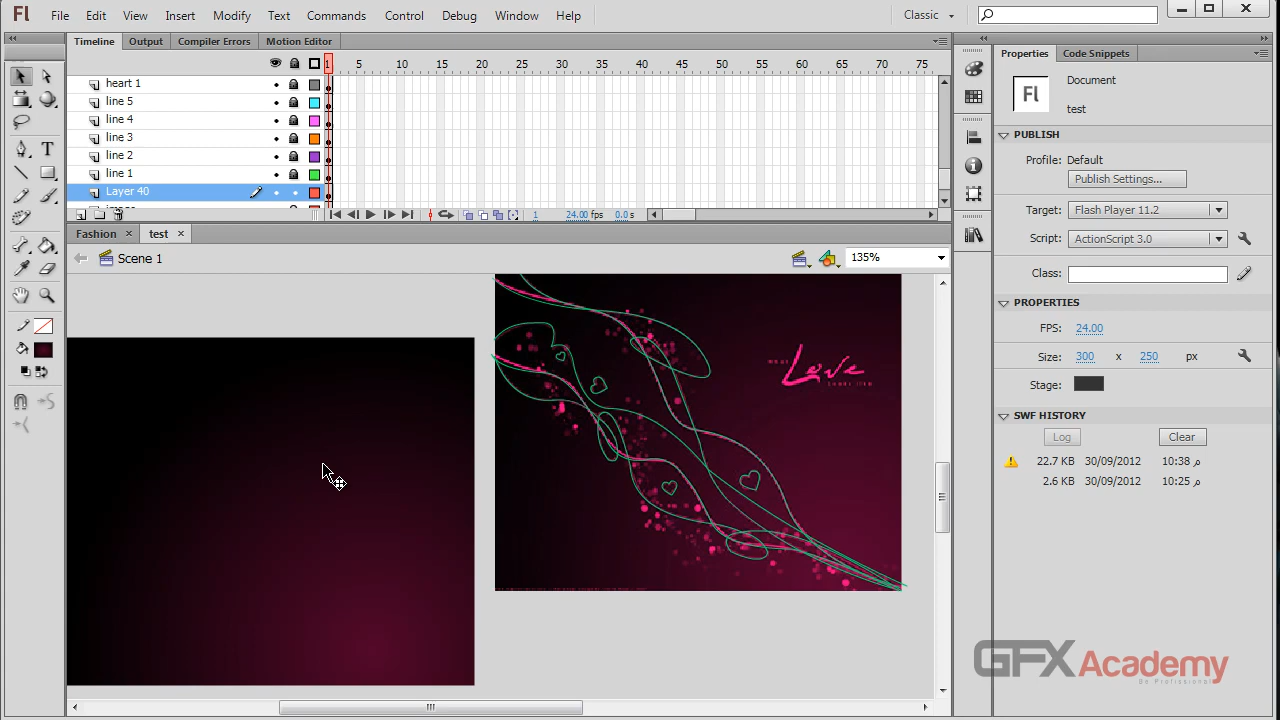 Fl File Edit View Insert Modify Text Commands Control Debug Window Help Classic
Timeline Output Compiler Errors Motion Editor
1 5 10 15 20 25 30 35 40 45 50 55 60 65 70 75
heart 1
line 5
line 4
line 3
line 2
line 1
Layer 40
1 24.00 fps 0.0 s
Fashion × test ×
Scene 1
135%
Love
Properties Code Snippets
Fl
Document
test
PUBLISH
Profile: Default
Publish Settings...
Target: Flash Player 11.2
Script: ActionScript 3.0
Class:
PROPERTIES
FPS: 24.00
Size: 300 x 250 px
Stage:
SWF HISTORY
Log Clear
22.7 KB 30/09/2012 10:38 م
2.6 KB 30/09/2012 10:25 م
GFX Academy
Be Professional